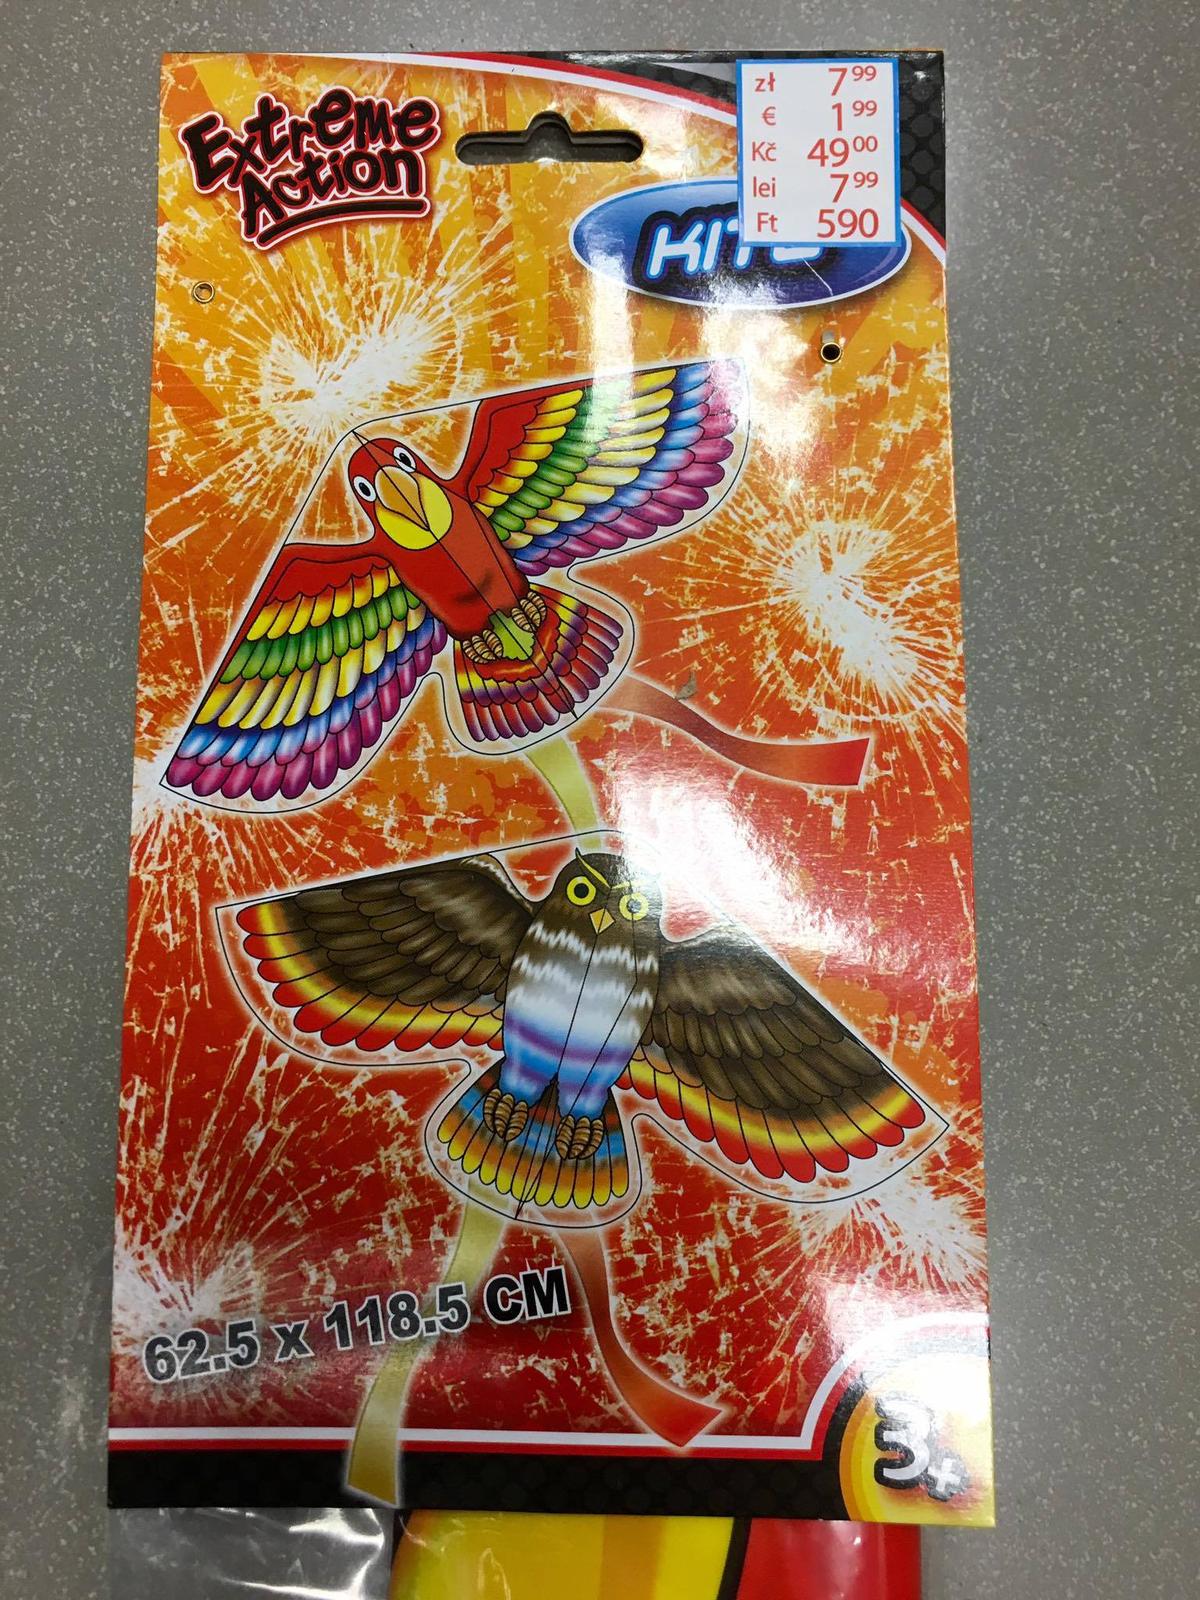 Extreme
Action
zł 7⁹⁹
€ 1⁹⁹
Kč 49⁰⁰
lei 7⁹⁹
Ft 590
62.5 x 118.5 CM
3+